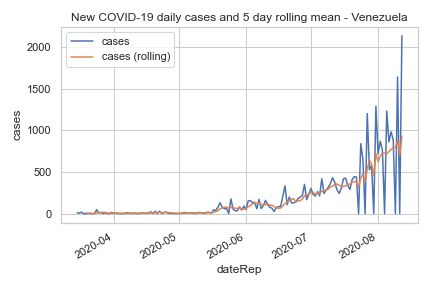 New COVID-19 daily cases and 5 day rolling mean - Venezuela
cases
cases (rolling)
2000
1500
1000
500
0
cases
2020-04
2020-05
2020-06
2020-07
2020-08
dateRep